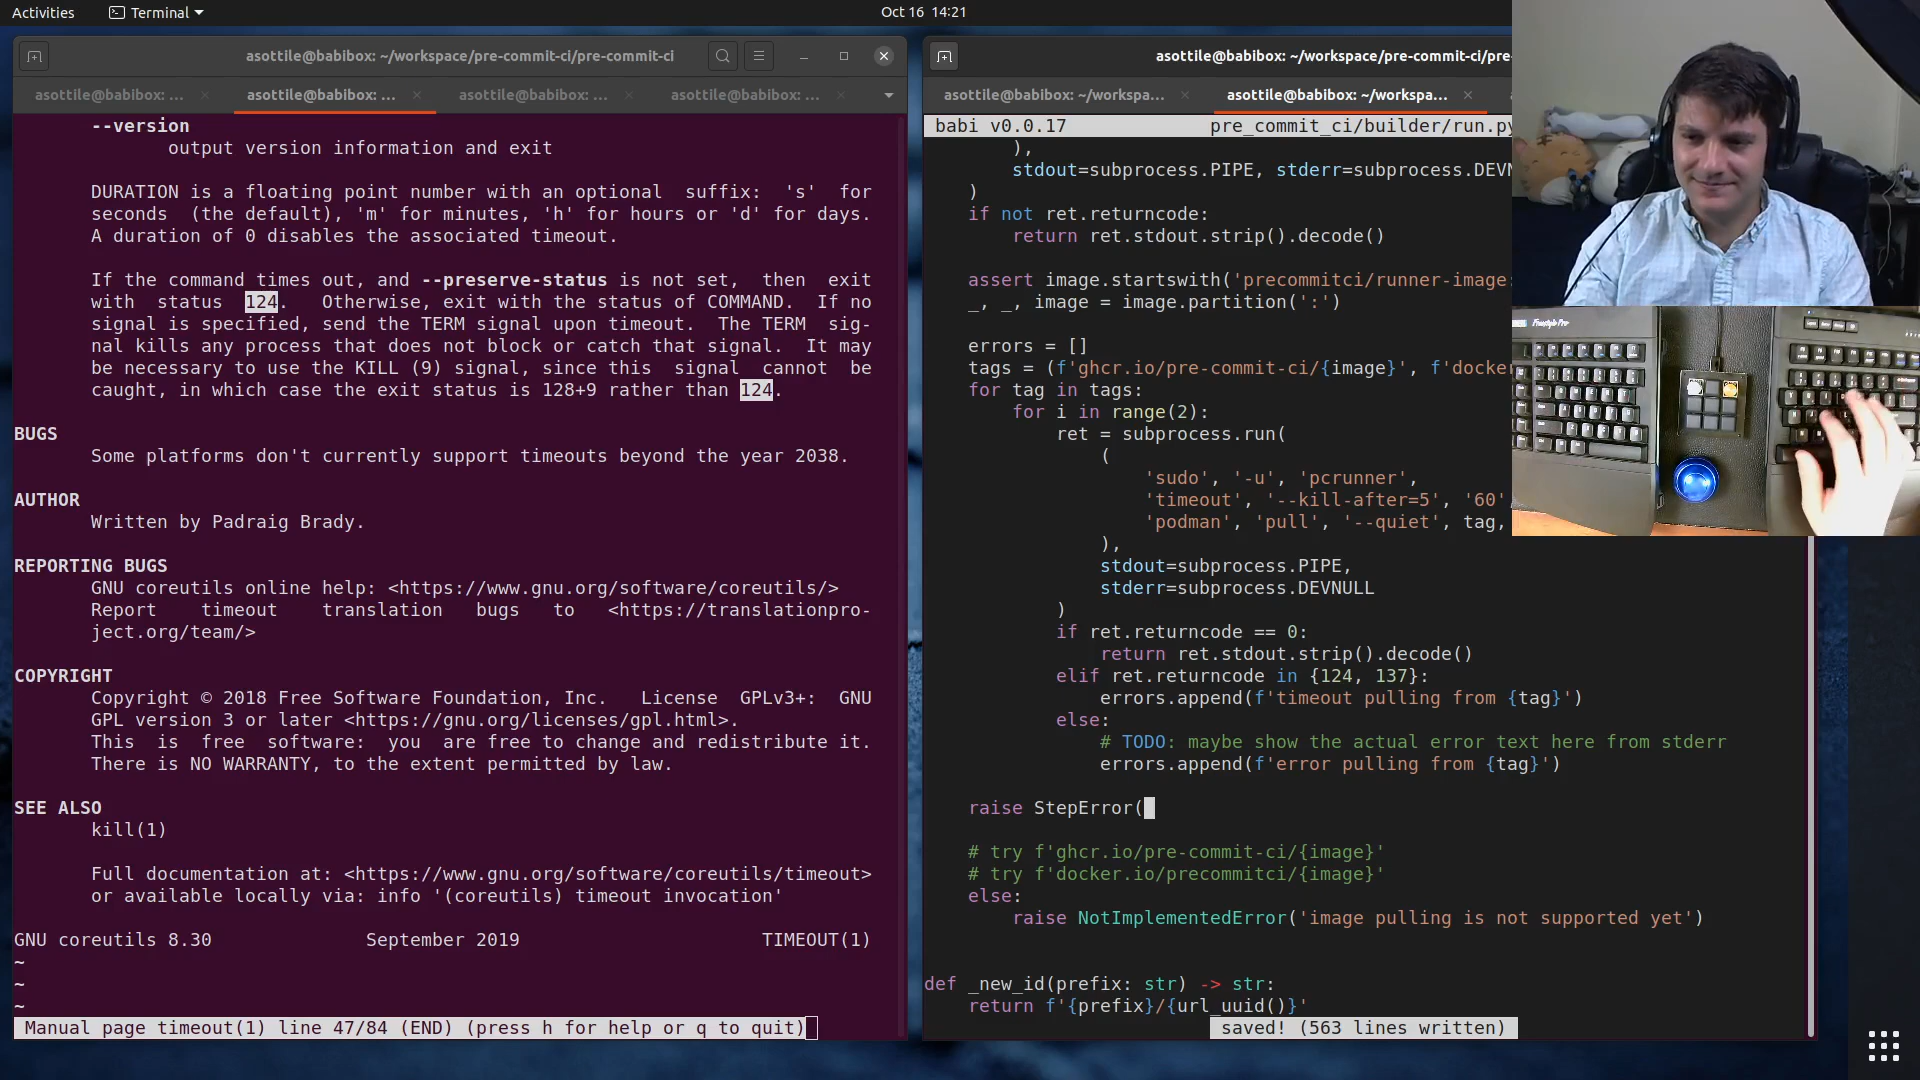 Activities
Terminal
Oct 16 14:21
asottile@babibox: ~/workspace/pre-commit-ci/pre-commit-ci
asottile@babibox: ...
asottile@babibox: ...
asottile@babibox: ...
asottile@babibox: ...
--version
output version information and exit
DURATION is a floating point number with an optional suffix: 's' for
seconds (the default), 'm' for minutes, 'h' for hours or 'd' for days.
A duration of 0 disables the associated timeout.
If the command times out, and --preserve-status is not set, then exit
with status 124. Otherwise, exit with the status of COMMAND. If no
signal is specified, send the TERM signal upon timeout. The TERM sig-
nal kills any process that does not block or catch that signal. It may
be necessary to use the KILL (9) signal, since this signal cannot be
caught, in which case the exit status is 128+9 rather than 124.
BUGS
Some platforms don't currently support timeouts beyond the year 2038.
AUTHOR
Written by Padraig Brady.
REPORTING BUGS
GNU coreutils online help: <https://www.gnu.org/software/coreutils/>
Report timeout translation bugs to <https://translationpro-
ject.org/team/>
COPYRIGHT
Copyright © 2018 Free Software Foundation, Inc. License GPLv3+: GNU
GPL version 3 or later <https://gnu.org/licenses/gpl.html>.
This is free software: you are free to change and redistribute it.
There is NO WARRANTY, to the extent permitted by law.
SEE ALSO
kill(1)
Full documentation at: <https://www.gnu.org/software/coreutils/timeout>
or available locally via: info '(coreutils) timeout invocation'
GNU coreutils 8.30 September 2019 TIMEOUT(1)
~
~
~
Manual page timeout(1) line 47/84 (END) (press h for help or q to quit)
asottile@babibox: ~/workspace/pre-commit-ci/pre
asottile@babibox: ~/workspa...
asottile@babibox: ~/workspa...
babi v0.0.17 pre_commit_ci/builder/run.py
),
stdout=subprocess.PIPE, stderr=subprocess.DEVN
)
if not ret.returncode:
return ret.stdout.strip().decode()
assert image.startswith('precommitci/runner-image:
_, _, image = image.partition(':')
errors = []
tags = (f'ghcr.io/pre-commit-ci/{image}', f'docker
for tag in tags:
for i in range(2):
ret = subprocess.run(
(
'sudo', '-u', 'pcrunner',
'timeout', '--kill-after=5', '60'
'podman', 'pull', '--quiet', tag,
),
stdout=subprocess.PIPE,
stderr=subprocess.DEVNULL
)
if ret.returncode == 0:
return ret.stdout.strip().decode()
elif ret.returncode in {124, 137}:
errors.append(f'timeout pulling from {tag}')
else:
# TODO: maybe show the actual error text here from stderr
errors.append(f'error pulling from {tag}')
raise StepError(
# try f'ghcr.io/pre-commit-ci/{image}'
# try f'docker.io/precommitci/{image}'
else:
raise NotImplementedError('image pulling is not supported yet')
def _new_id(prefix: str) -> str:
return f'{prefix}/{url_uuid()}'
saved! (563 lines written)
Freestyle Pro